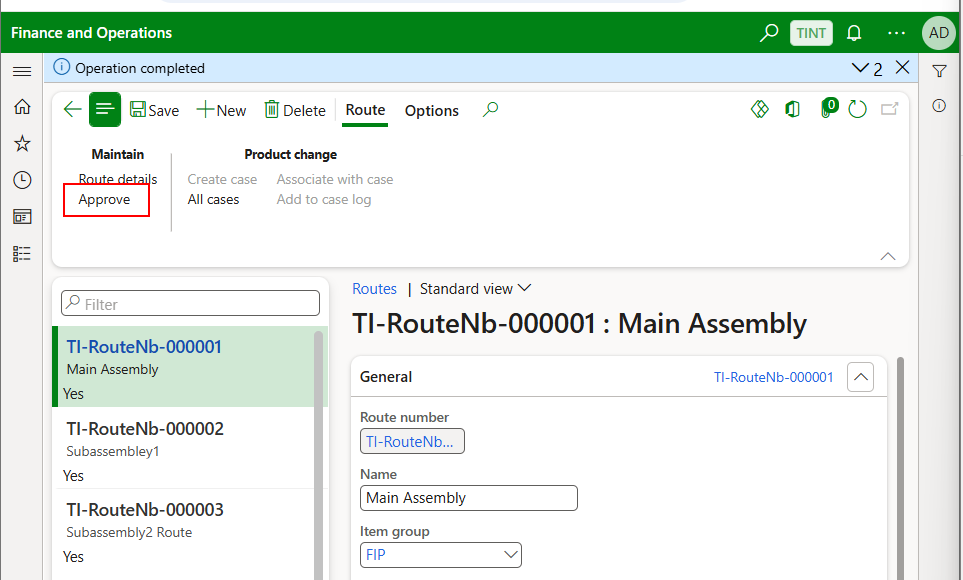 Finance and Operations
TINT
AD
Operation completed
2
Save
New
Delete
Route
Options
0
Maintain
Product change
Route details
Create case
Associate with case
Approve
All cases
Add to case log
Filter
TI-RouteNb-000001
Main Assembly
Yes
TI-RouteNb-000002
Subassembley1
Yes
TI-RouteNb-000003
Subassembly2 Route
Yes
Routes | Standard view
TI-RouteNb-000001 : Main Assembly
General
TI-RouteNb-000001
Route number
TI-RouteNb...
Name
Main Assembly
Item group
FIP